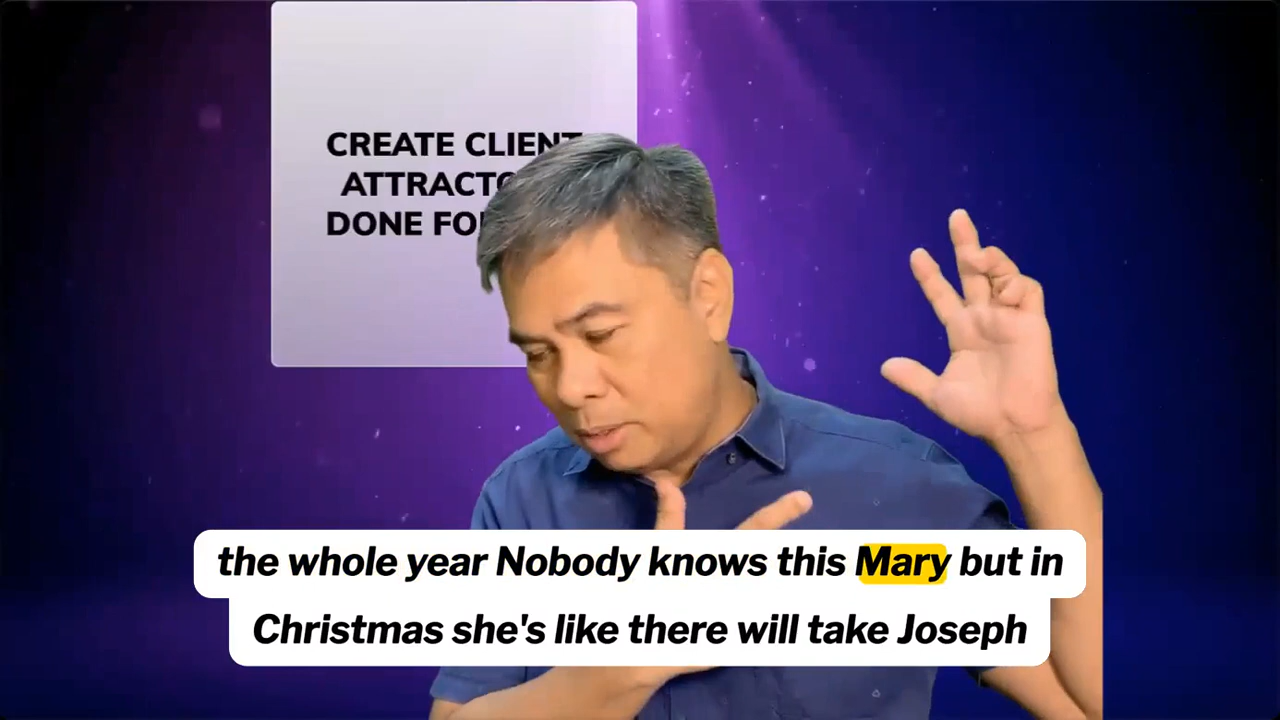 CREATE CLIENT
ATTRACTO
DONE FO
the whole year Nobody knows this Mary but in
Christmas she's like there will take Joseph